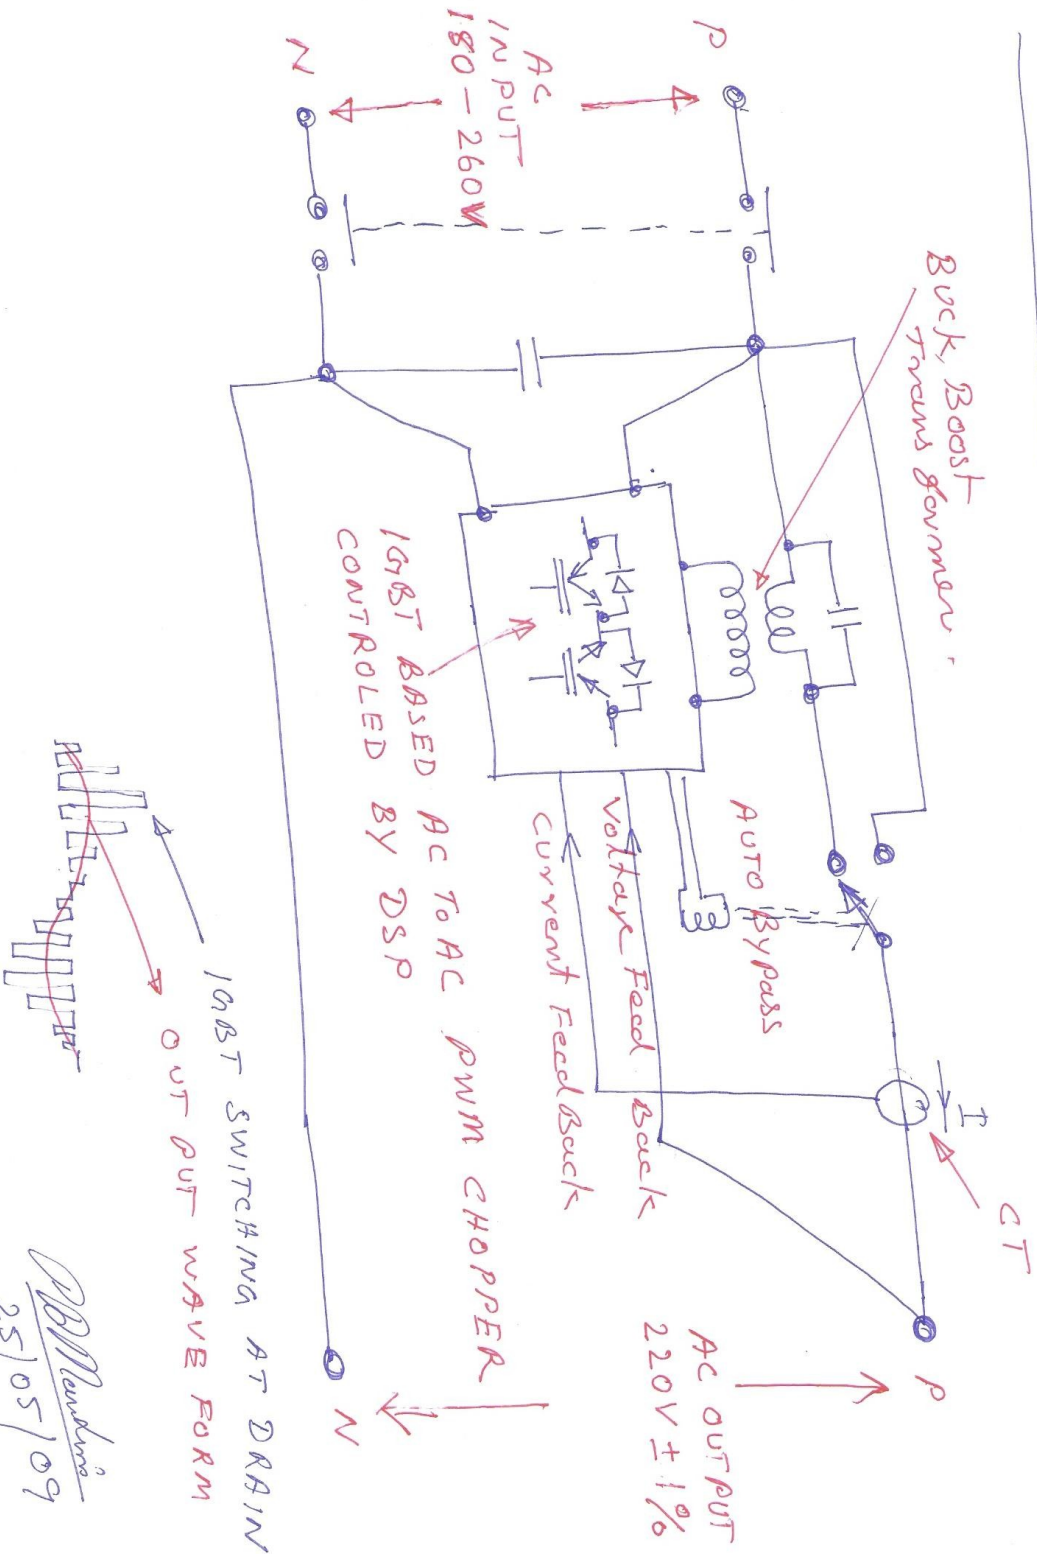 P
N
AC
INPUT
180-260V
Buck, Boost
Transformer.
IGBT BASED AC TO AC PWM CHOPPER
CONTROLED BY DSP
AUTO BYPASS
Voltage Feed Back
Current Feed Back
I
CT
P
AC OUTPUT
220V ± 1%
N
IGBT SWITCHING AT DRAIN
OUT PUT WAVE FORM
25/05/09